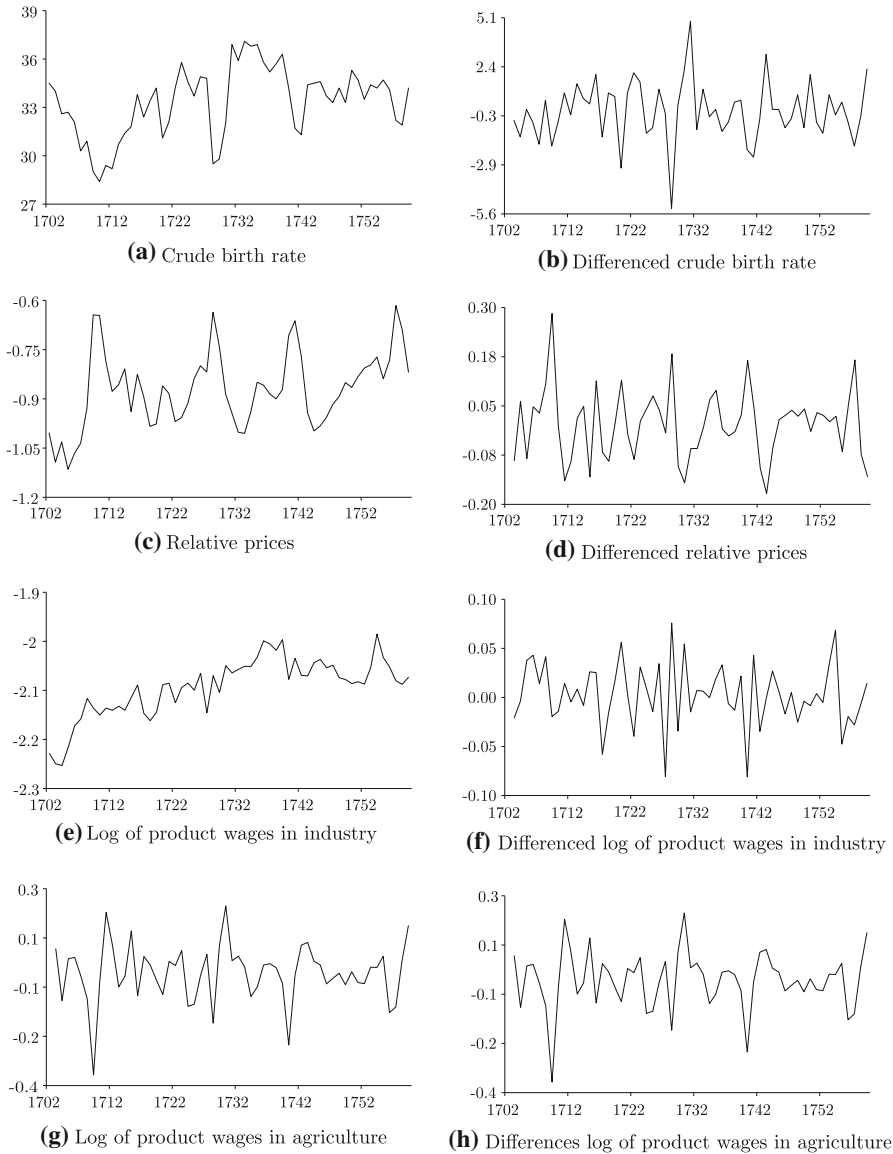 39
36
33
30
27
1702 1712 1722 1732 1742 1752
(a) Crude birth rate
5.1
2.4
-0.3
-2.9
-5.6
1702 1712 1722 1732 1742 1752
(b) Differenced crude birth rate
-0.6
-0.75
-0.9
-1.05
-1.2
1702 1712 1722 1732 1742 1752
(c) Relative prices
0.30
0.18
0.05
-0.08
-0.20
1702 1712 1722 1732 1742 1752
(d) Differenced relative prices
-1.9
-2
-2.1
-2.2
-2.3
1702 1712 1722 1732 1742 1752
(e) Log of product wages in industry
0.10
0.05
0.00
-0.05
-0.10
1702 1712 1722 1732 1742 1752
(f) Differenced log of product wages in industry
0.3
0.1
-0.1
-0.2
-0.4
1702 1712 1722 1732 1742 1752
(g) Log of product wages in agriculture
0.3
0.1
-0.1
-0.2
-0.4
1702 1712 1722 1732 1742 1752
(h) Differences log of product wages in agriculture